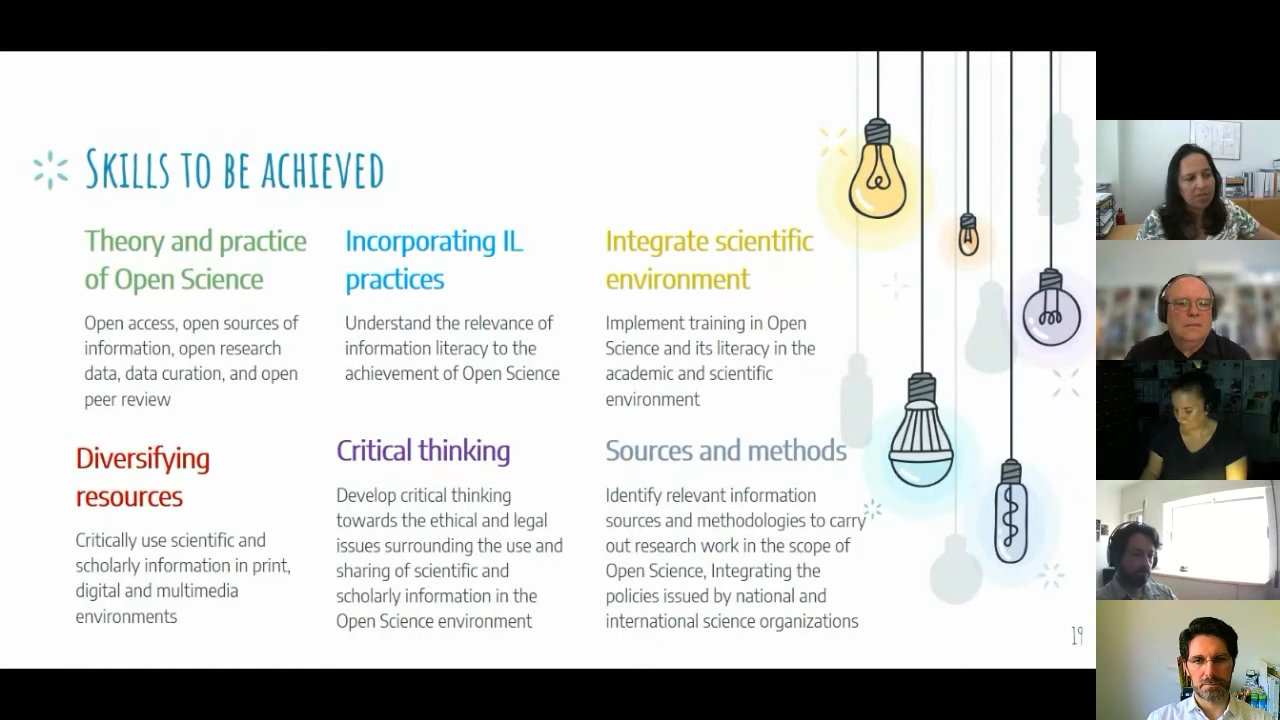 SKILLS TO BE ACHIEVED
Theory and practice
of Open Science
Open access, open sources of
information, open research
data, data curation, and open
peer review
Incorporating IL
practices
Understand the relevance of
information literacy to the
achievement of Open Science
Integrate scientific
environment
Implement training in Open
Science and its literacy in the
academic and scientific
environment
Diversifying
resources
Critically use scientific and
scholarly information in print,
digital and multimedia
environments
Critical thinking
Develop critical thinking
towards the ethical and legal
issues surrounding the use and
sharing of scientific and
scholarly information in the
Open Science environment
Sources and methods
Identify relevant information
sources and methodologies to carry
out research work in the scope of
Open Science, Integrating the
policies issued by national and
international science organizations
19